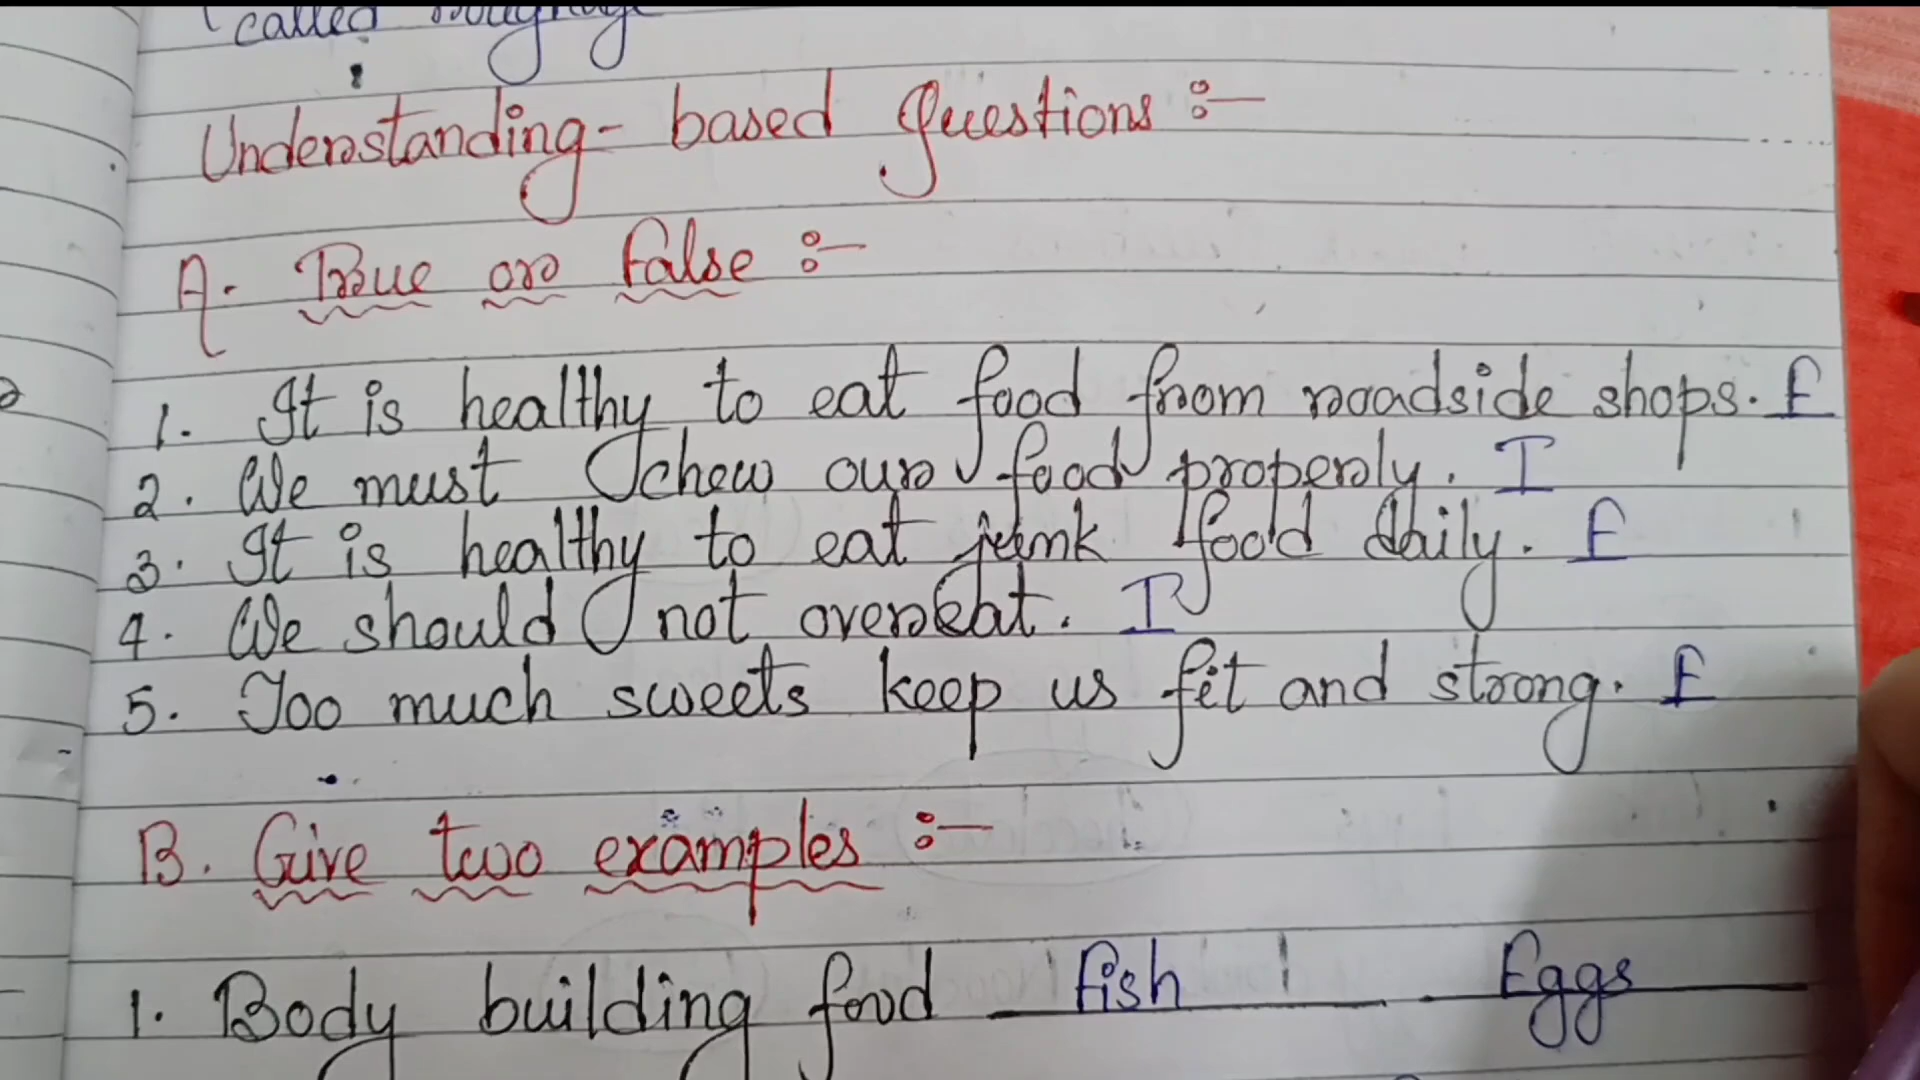 called roughage
Understanding-based Questions :-
A. True or False :-
1. It is healthy to eat food from roadside shops. F
2. We must chew our food properly. T
3. It is healthy to eat junk food daily. F
4. We should not overeat. T
5. Too much sweets keep us fit and strong. F
B. Give two examples :-
1. Body building food Fish Eggs